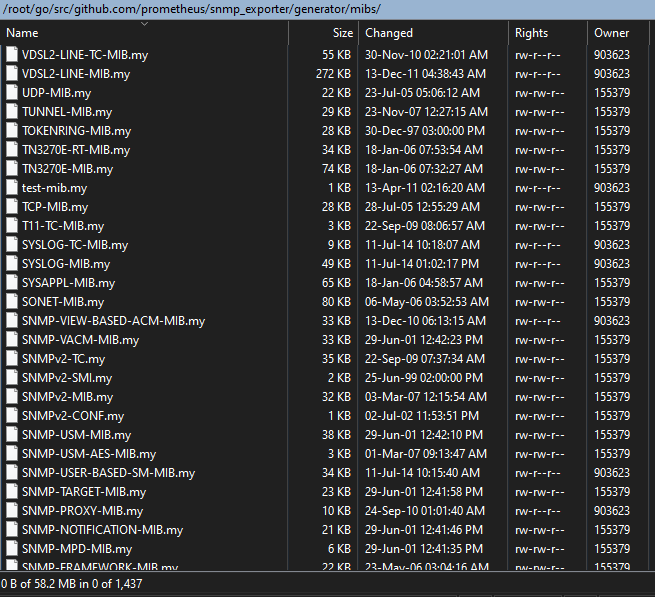 /root/go/src/github.com/prometheus/snmp_exporter/generator/mibs/
Name Size Changed Rights Owner
VDSL2-LINE-TC-MIB.my 55 KB 30-Nov-10 02:21:01 AM rw-r--r-- 903623
VDSL2-LINE-MIB.my 272 KB 13-Dec-11 04:38:43 AM rw-r--r-- 903623
UDP-MIB.my 22 KB 23-Jul-05 05:06:12 AM rw-rw-r-- 155379
TUNNEL-MIB.my 29 KB 23-Nov-07 12:27:15 AM rw-rw-r-- 155379
TOKENRING-MIB.my 28 KB 30-Dec-97 03:00:00 PM rw-rw-r-- 155379
TN3270E-RT-MIB.my 34 KB 18-Jan-06 07:53:54 AM rw-rw-r-- 155379
TN3270E-MIB.my 74 KB 18-Jan-06 07:32:27 AM rw-rw-r-- 155379
test-mib.my 1 KB 13-Apr-11 02:16:20 AM rw-r--r-- 903623
TCP-MIB.my 28 KB 28-Jul-05 12:55:29 AM rw-rw-r-- 155379
T11-TC-MIB.my 3 KB 22-Sep-09 08:06:57 AM rw-rw-r-- 155379
SYSLOG-TC-MIB.my 9 KB 11-Jul-14 10:18:07 AM rw-r--r-- 903623
SYSLOG-MIB.my 49 KB 11-Jul-14 01:02:17 PM rw-r--r-- 903623
SYSAPPL-MIB.my 65 KB 18-Jan-06 04:58:57 AM rw-rw-r-- 155379
SONET-MIB.my 80 KB 06-May-06 03:52:53 AM rw-rw-r-- 155379
SNMP-VIEW-BASED-ACM-MIB.my 33 KB 13-Dec-10 06:13:15 AM rw-r--r-- 903623
SNMP-VACM-MIB.my 33 KB 29-Jun-01 12:42:23 PM rw-rw-r-- 155379
SNMPv2-TC.my 35 KB 22-Sep-09 07:37:34 AM rw-rw-r-- 155379
SNMPv2-SMI.my 2 KB 25-Jun-99 02:00:00 PM rw-rw-r-- 155379
SNMPv2-MIB.my 32 KB 03-Mar-07 12:15:54 AM rw-rw-r-- 155379
SNMPv2-CONF.my 1 KB 02-Jul-02 11:53:51 PM rw-rw-r-- 155379
SNMP-USM-MIB.my 38 KB 29-Jun-01 12:42:10 PM rw-rw-r-- 155379
SNMP-USM-AES-MIB.my 3 KB 01-Mar-07 09:13:47 AM rw-rw-r-- 155379
SNMP-USER-BASED-SM-MIB.my 34 KB 11-Jul-14 10:15:40 AM rw-r--r-- 903623
SNMP-TARGET-MIB.my 23 KB 29-Jun-01 12:41:58 PM rw-rw-r-- 155379
SNMP-PROXY-MIB.my 10 KB 24-Sep-10 01:01:40 AM rw-r--r-- 903623
SNMP-NOTIFICATION-MIB.my 21 KB 29-Jun-01 12:41:46 PM rw-rw-r-- 155379
SNMP-MPD-MIB.my 6 KB 29-Jun-01 12:41:35 PM rw-rw-r-- 155379
SNMP-FRAMEWORK-MIB.my 22 KB 23-May-06 03:04:16 AM rw-rw-r-- 155379
0 B of 58.2 MB in 0 of 1,437